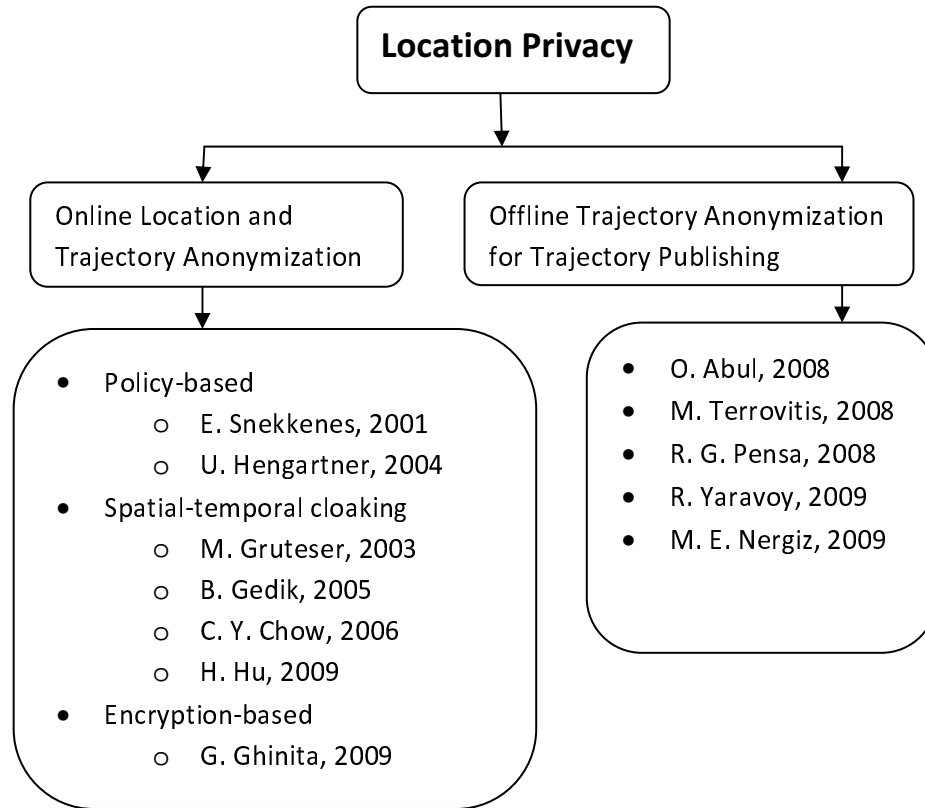 Location Privacy
Online Location and
Trajectory Anonymization
Offline Trajectory Anonymization
for Trajectory Publishing
• Policy-based
o E. Snekkenes, 2001
o U. Hengartner, 2004
• Spatial-temporal cloaking
o M. Gruteser, 2003
o B. Gedik, 2005
o C. Y. Chow, 2006
o H. Hu, 2009
• Encryption-based
o G. Ghinita, 2009
• O. Abul, 2008
• M. Terrovitis, 2008
• R. G. Pensa, 2008
• R. Yaravoy, 2009
• M. E. Nergiz, 2009